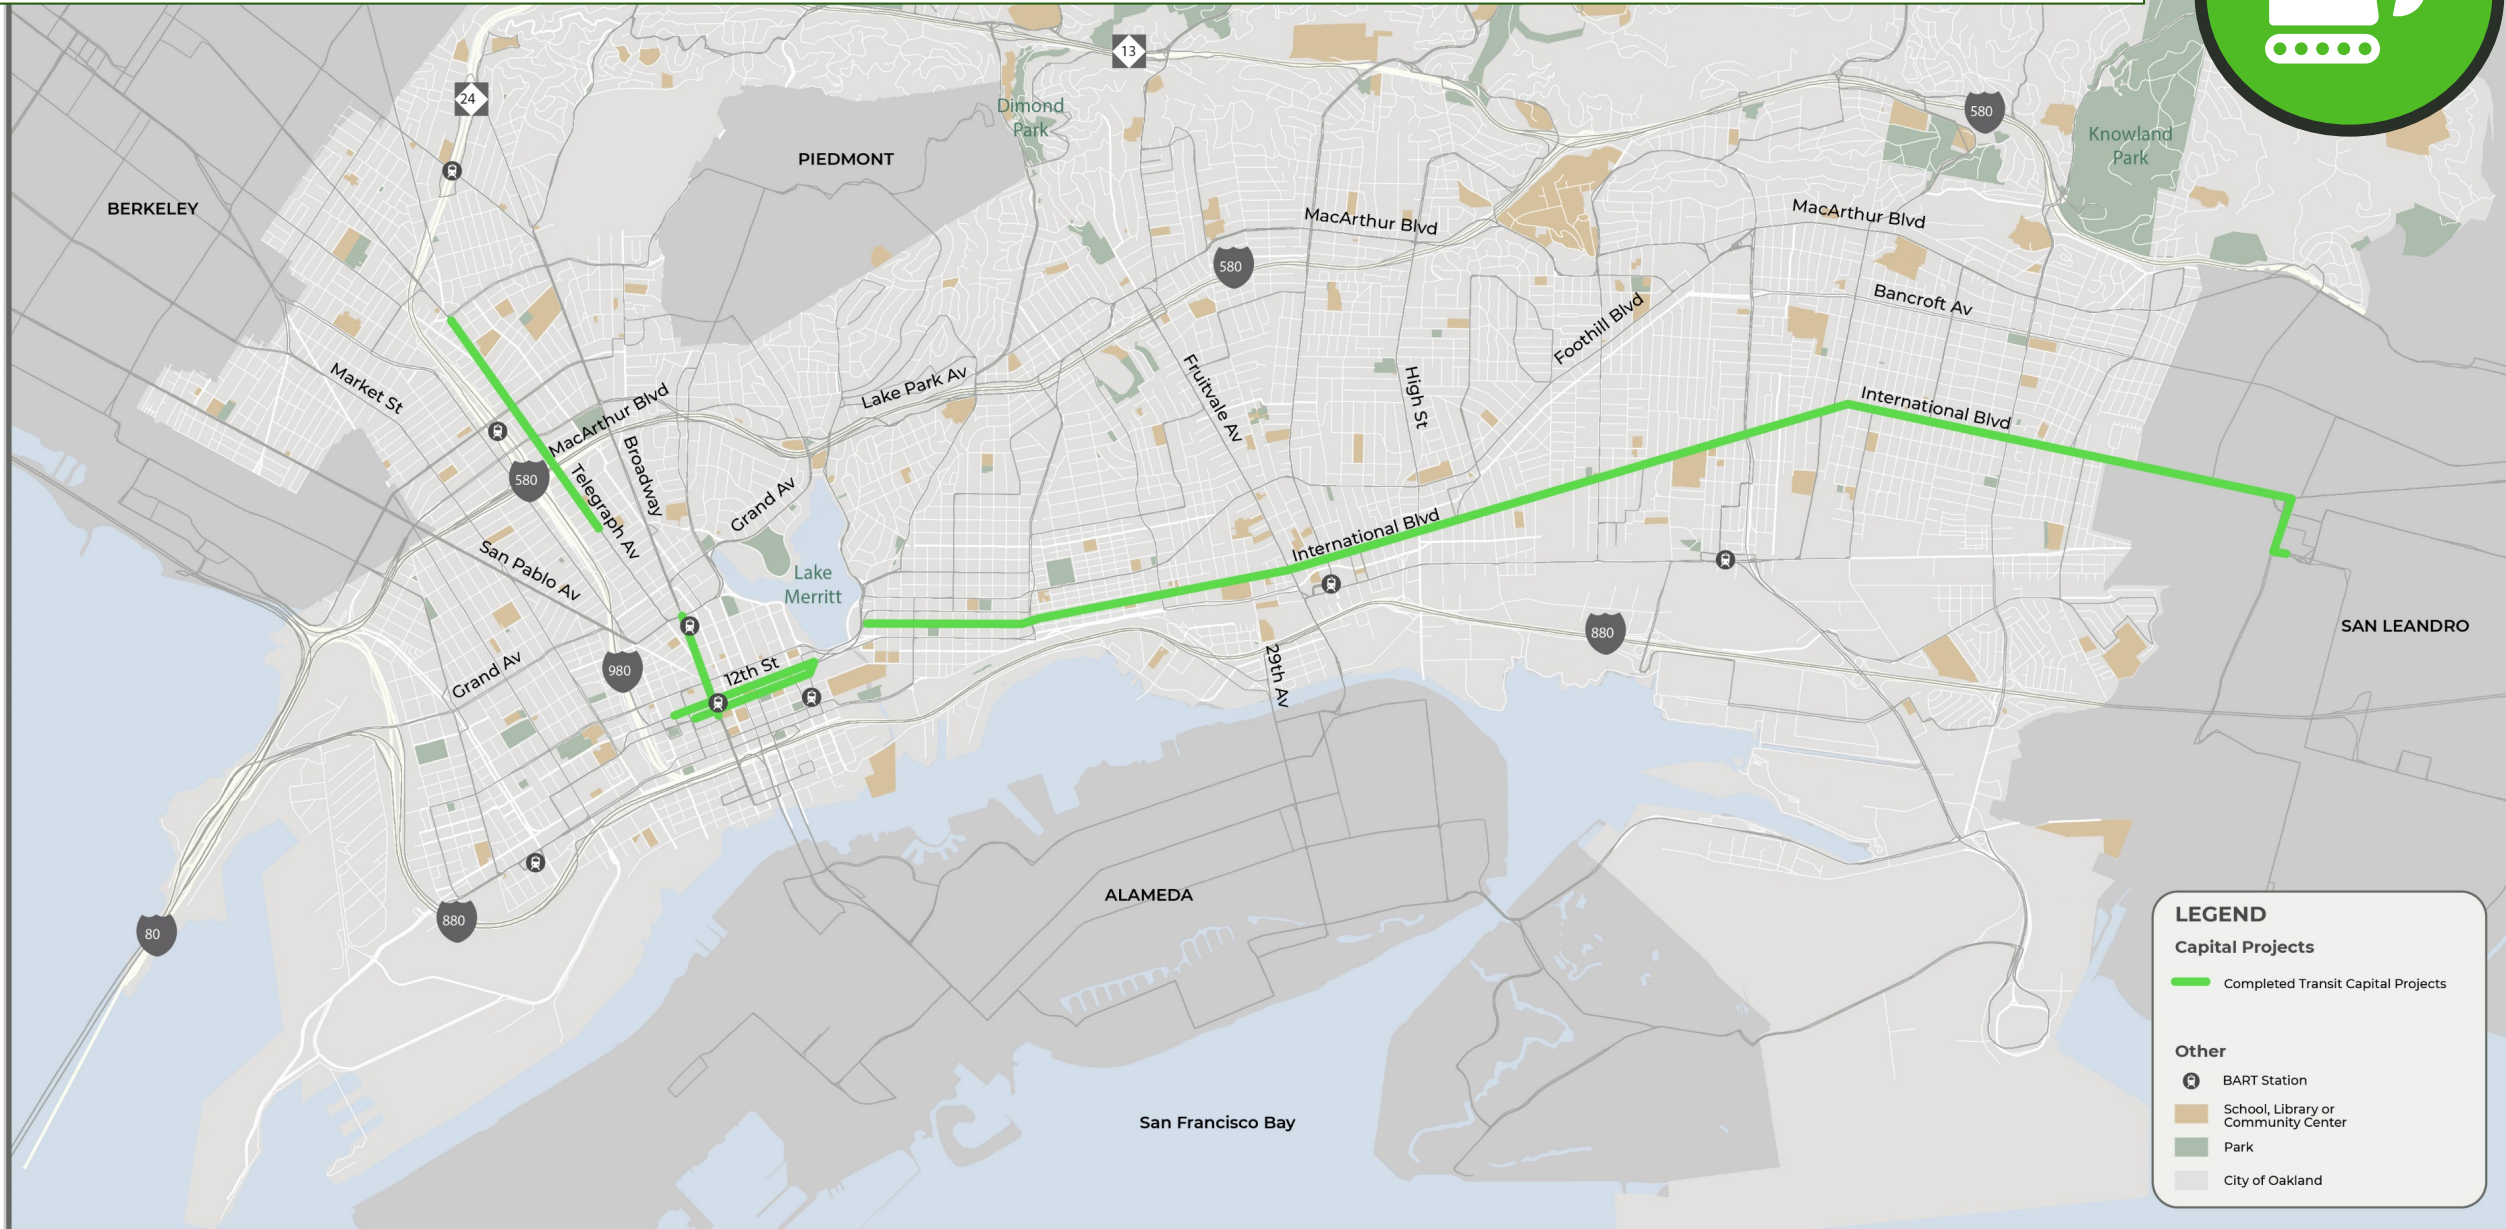 13
24
580
Dimond
Park
Knowland
Park
PIEDMONT
BERKELEY
MacArthur Blvd
MacArthur Blvd
580
Bancroft Av
Foothill Blvd
Market St
Fruitvale Av
High St
Lake Park Av
International Blvd
MacArthur Blvd
Broadway
580
Telegraph Av
Grand Av
International Blvd
San Pablo Av
Lake
Merritt
880
SAN LEANDRO
980
Grand Av
12th St
29th Av
ALAMEDA
880
80
San Francisco Bay
LEGEND
Capital Projects
Completed Transit Capital Projects
Other
BART Station
School, Library or
Community Center
Park
City of Oakland